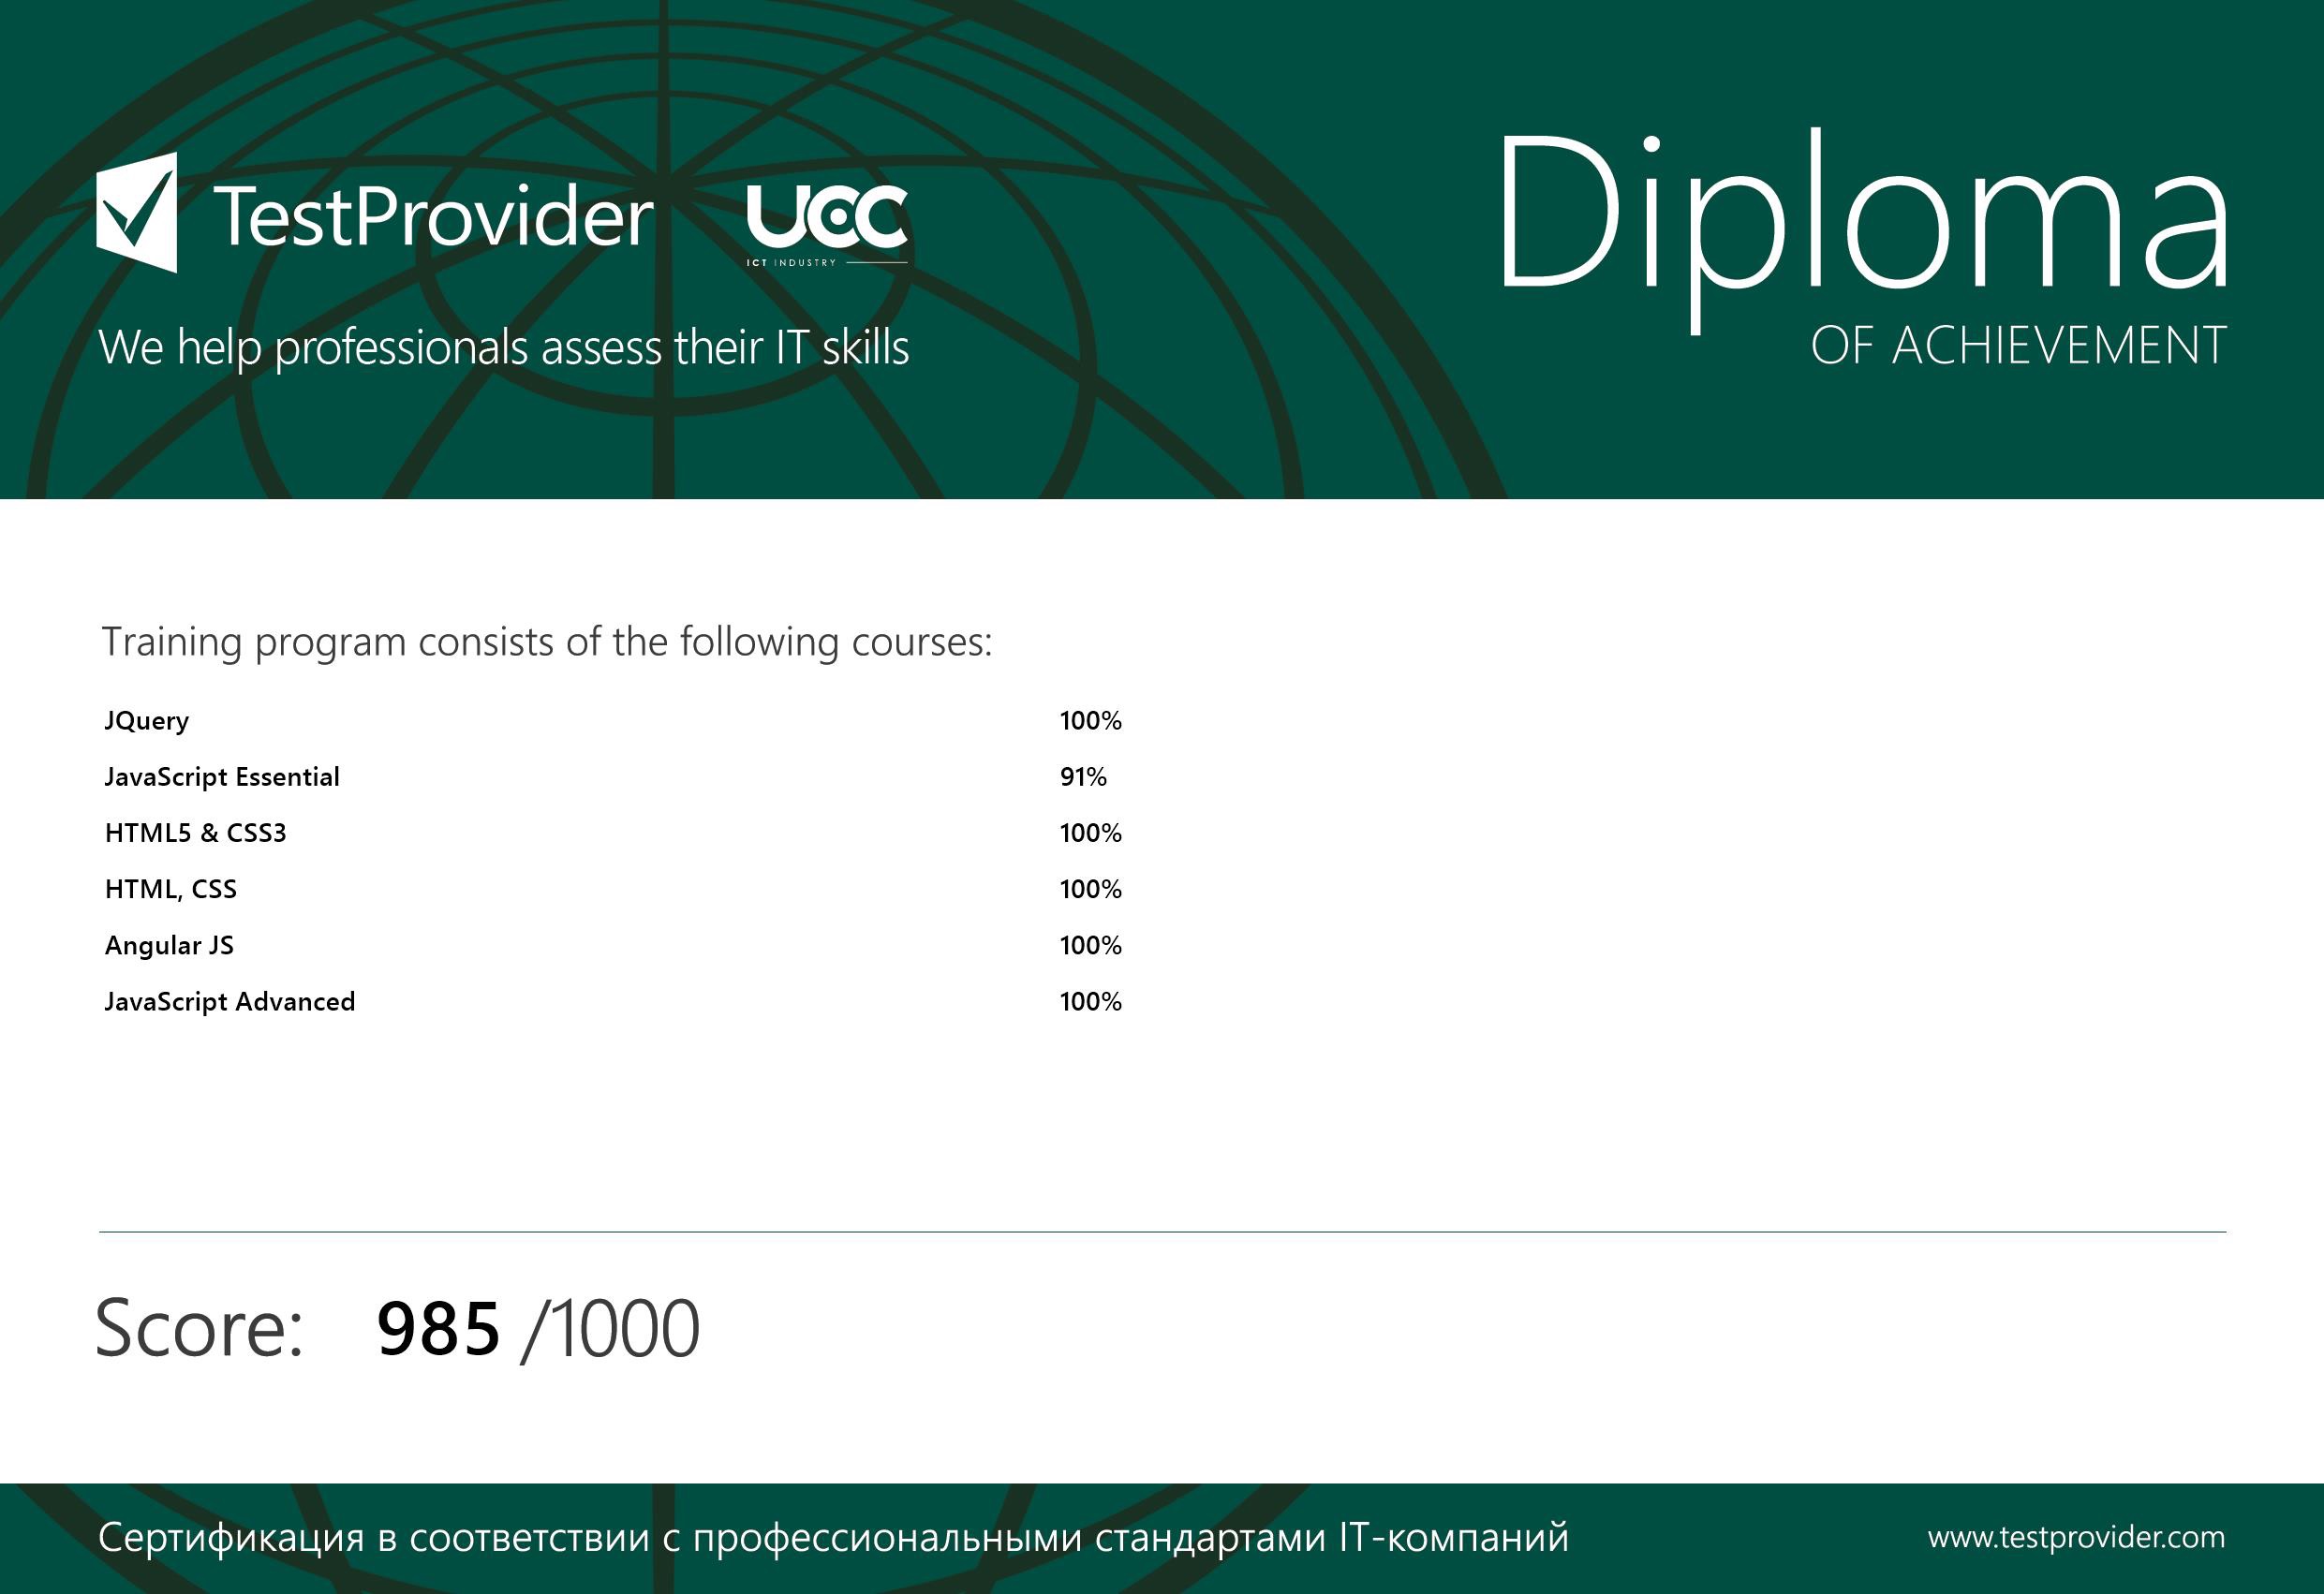 TestProvider
UCC
ICT INDUSTRY
We help professionals assess their IT skills
Diploma
OF ACHIEVEMENT
Training program consists of the following courses:
JQuery 100%
JavaScript Essential 91%
HTML5 & CSS3 100%
HTML, CSS 100%
Angular JS 100%
JavaScript Advanced 100%
Score: 985 /1000
Сертификация в соответствии с профессиональными стандартами IT-компаний
www.testprovider.com